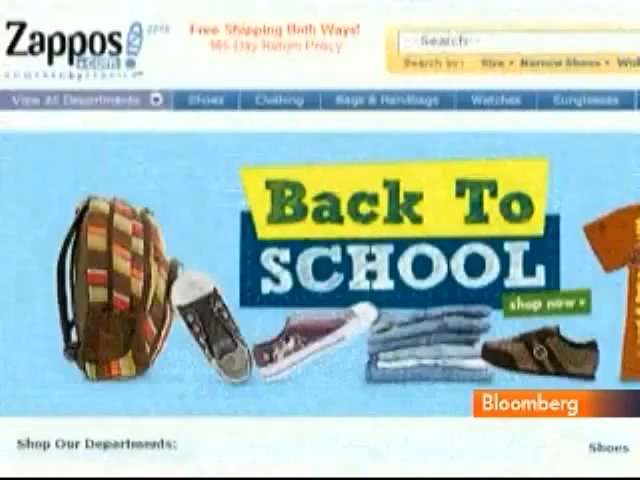 Zappos
.com
Free Shipping Both Ways!
365-Day Return Policy
--Search--
Search by: Size Narrow Shoes
View All Departments
Shoes
Clothing
Bags & Handbags
Watches
Sunglasses
Back To
SCHOOL
shop now
Bloomberg
Shop Our Departments:
Shoes